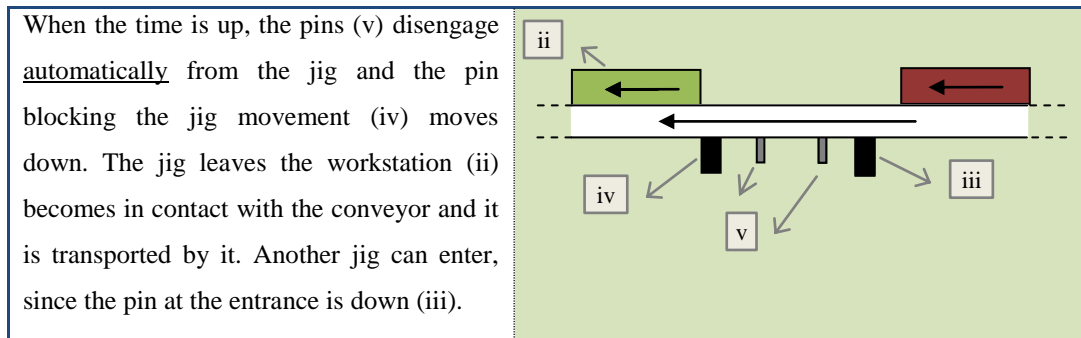 When the time is up, the pins (v) disengage
automatically from the jig and the pin
blocking the jig movement (iv) moves
down. The jig leaves the workstation (ii)
becomes in contact with the conveyor and it
is transported by it. Another jig can enter,
since the pin at the entrance is down (iii).
ii
iv
v
iii